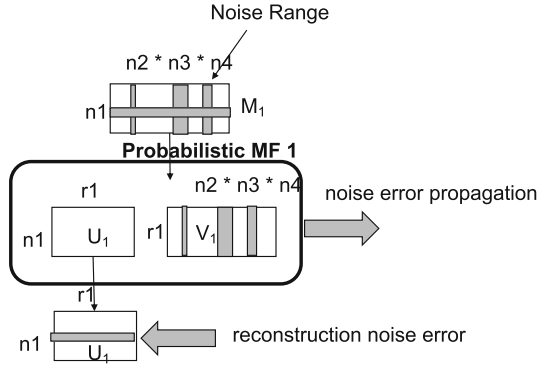 Noise Range
n2 * n3 * n4
n1
M1
Probabilistic MF 1
r1
n2 * n3 * n4
noise error propagation
n1
U1
r1
V1
r1
n1
U1
reconstruction noise error